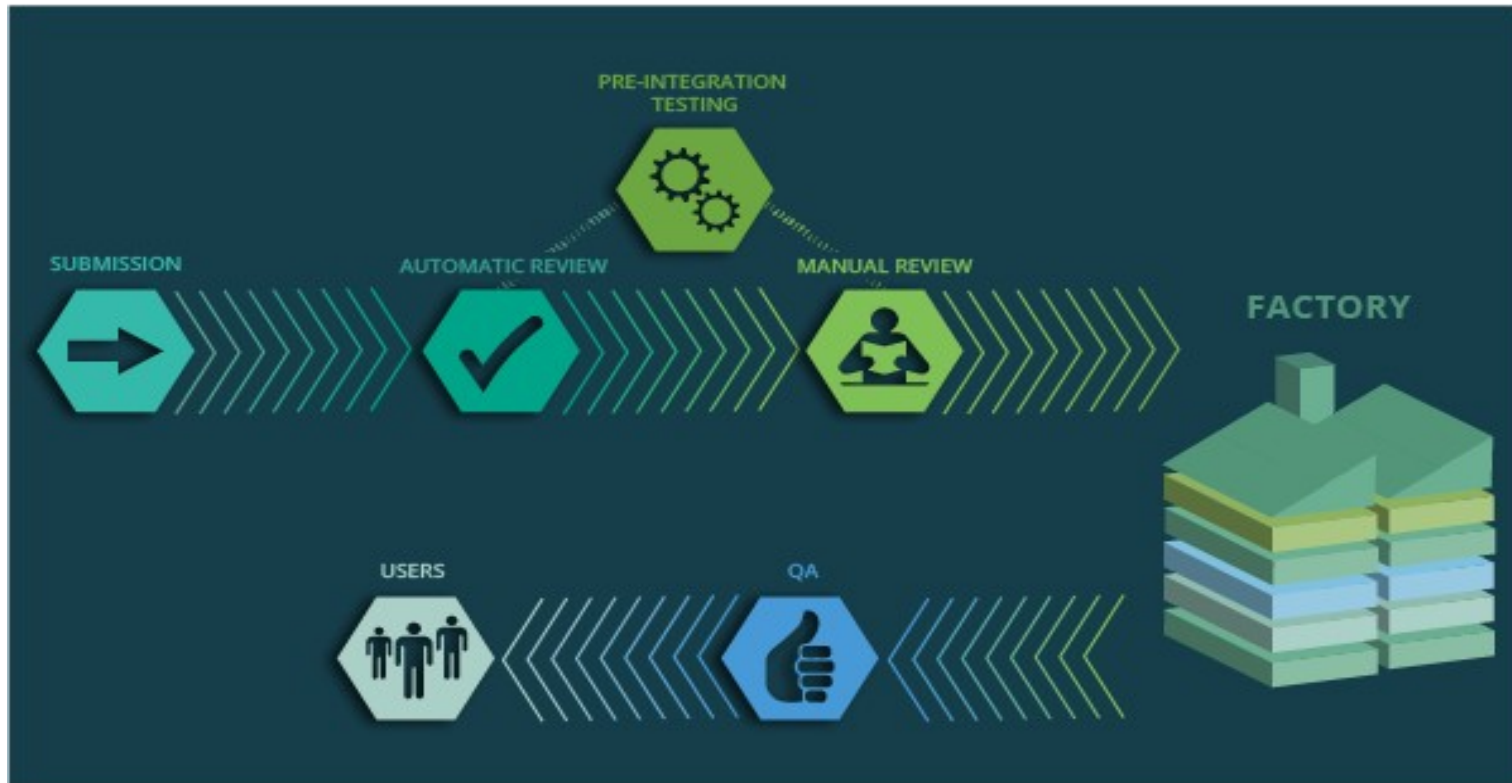 PRE-INTEGRATION
TESTING
SUBMISSION
AUTOMATIC REVIEW
MANUAL REVIEW
FACTORY
USERS
QA